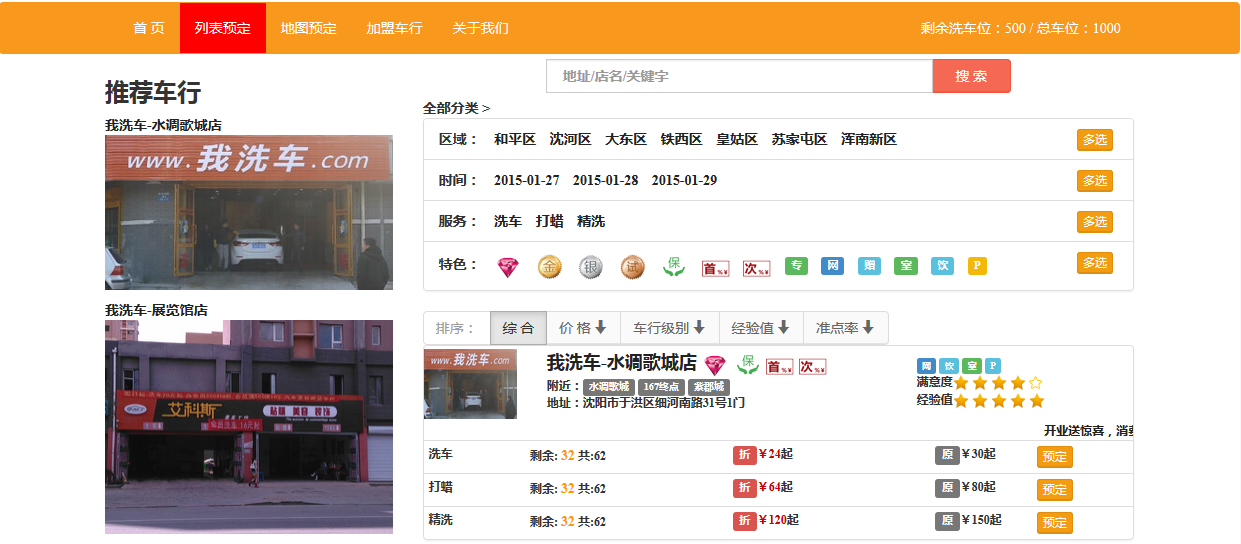 首 页 列表预定 地图预定 加盟车行 关于我们 剩余洗车位：500 / 总车位：1000
地址/店名/关键字 搜 索
推荐车行
我洗车-水调歌城店
www.我洗车.com
我洗车-展览馆店
艾科斯
贴膜 美容 装饰
全部分类 >
区域： 和平区 沈河区 大东区 铁西区 皇姑区 苏家屯区 浑南新区 多选
时间： 2015-01-27 2015-01-28 2015-01-29 多选
服务： 洗车 打蜡 精洗 多选
特色： 金 银 试 保 首%¥ 次%¥ 专 网 赠 室 饮 P 多选
排序： 综 合 价 格 车行级别 经验值 准点率
www.我洗车.com
我洗车-水调歌城店 保 首%¥ 次%¥ 网 饮 室 P
附近： 水调歌城 167终点 紫郡城 满意度
地址：沈阳市于洪区细河南路31号1门 经验值
开业送惊喜，消费
洗车 剩余: 32 共:62 折 ¥24起 原 ¥30起 预定
打蜡 剩余: 32 共:62 折 ¥64起 原 ¥80起 预定
精洗 剩余: 32 共:62 折 ¥120起 原 ¥150起 预定